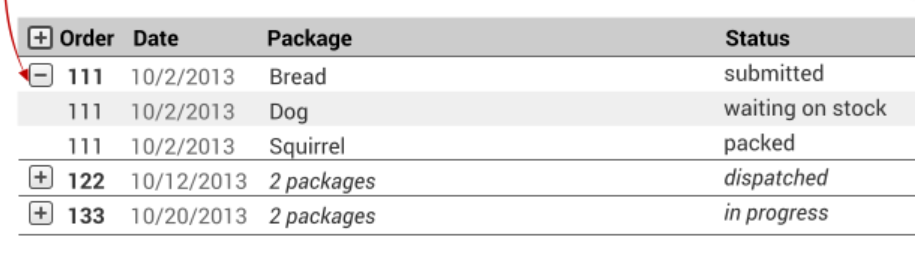 Order Date Package Status
111 10/2/2013 Bread submitted
111 10/2/2013 Dog waiting on stock
111 10/2/2013 Squirrel packed
122 10/12/2013 2 packages dispatched
133 10/20/2013 2 packages in progress